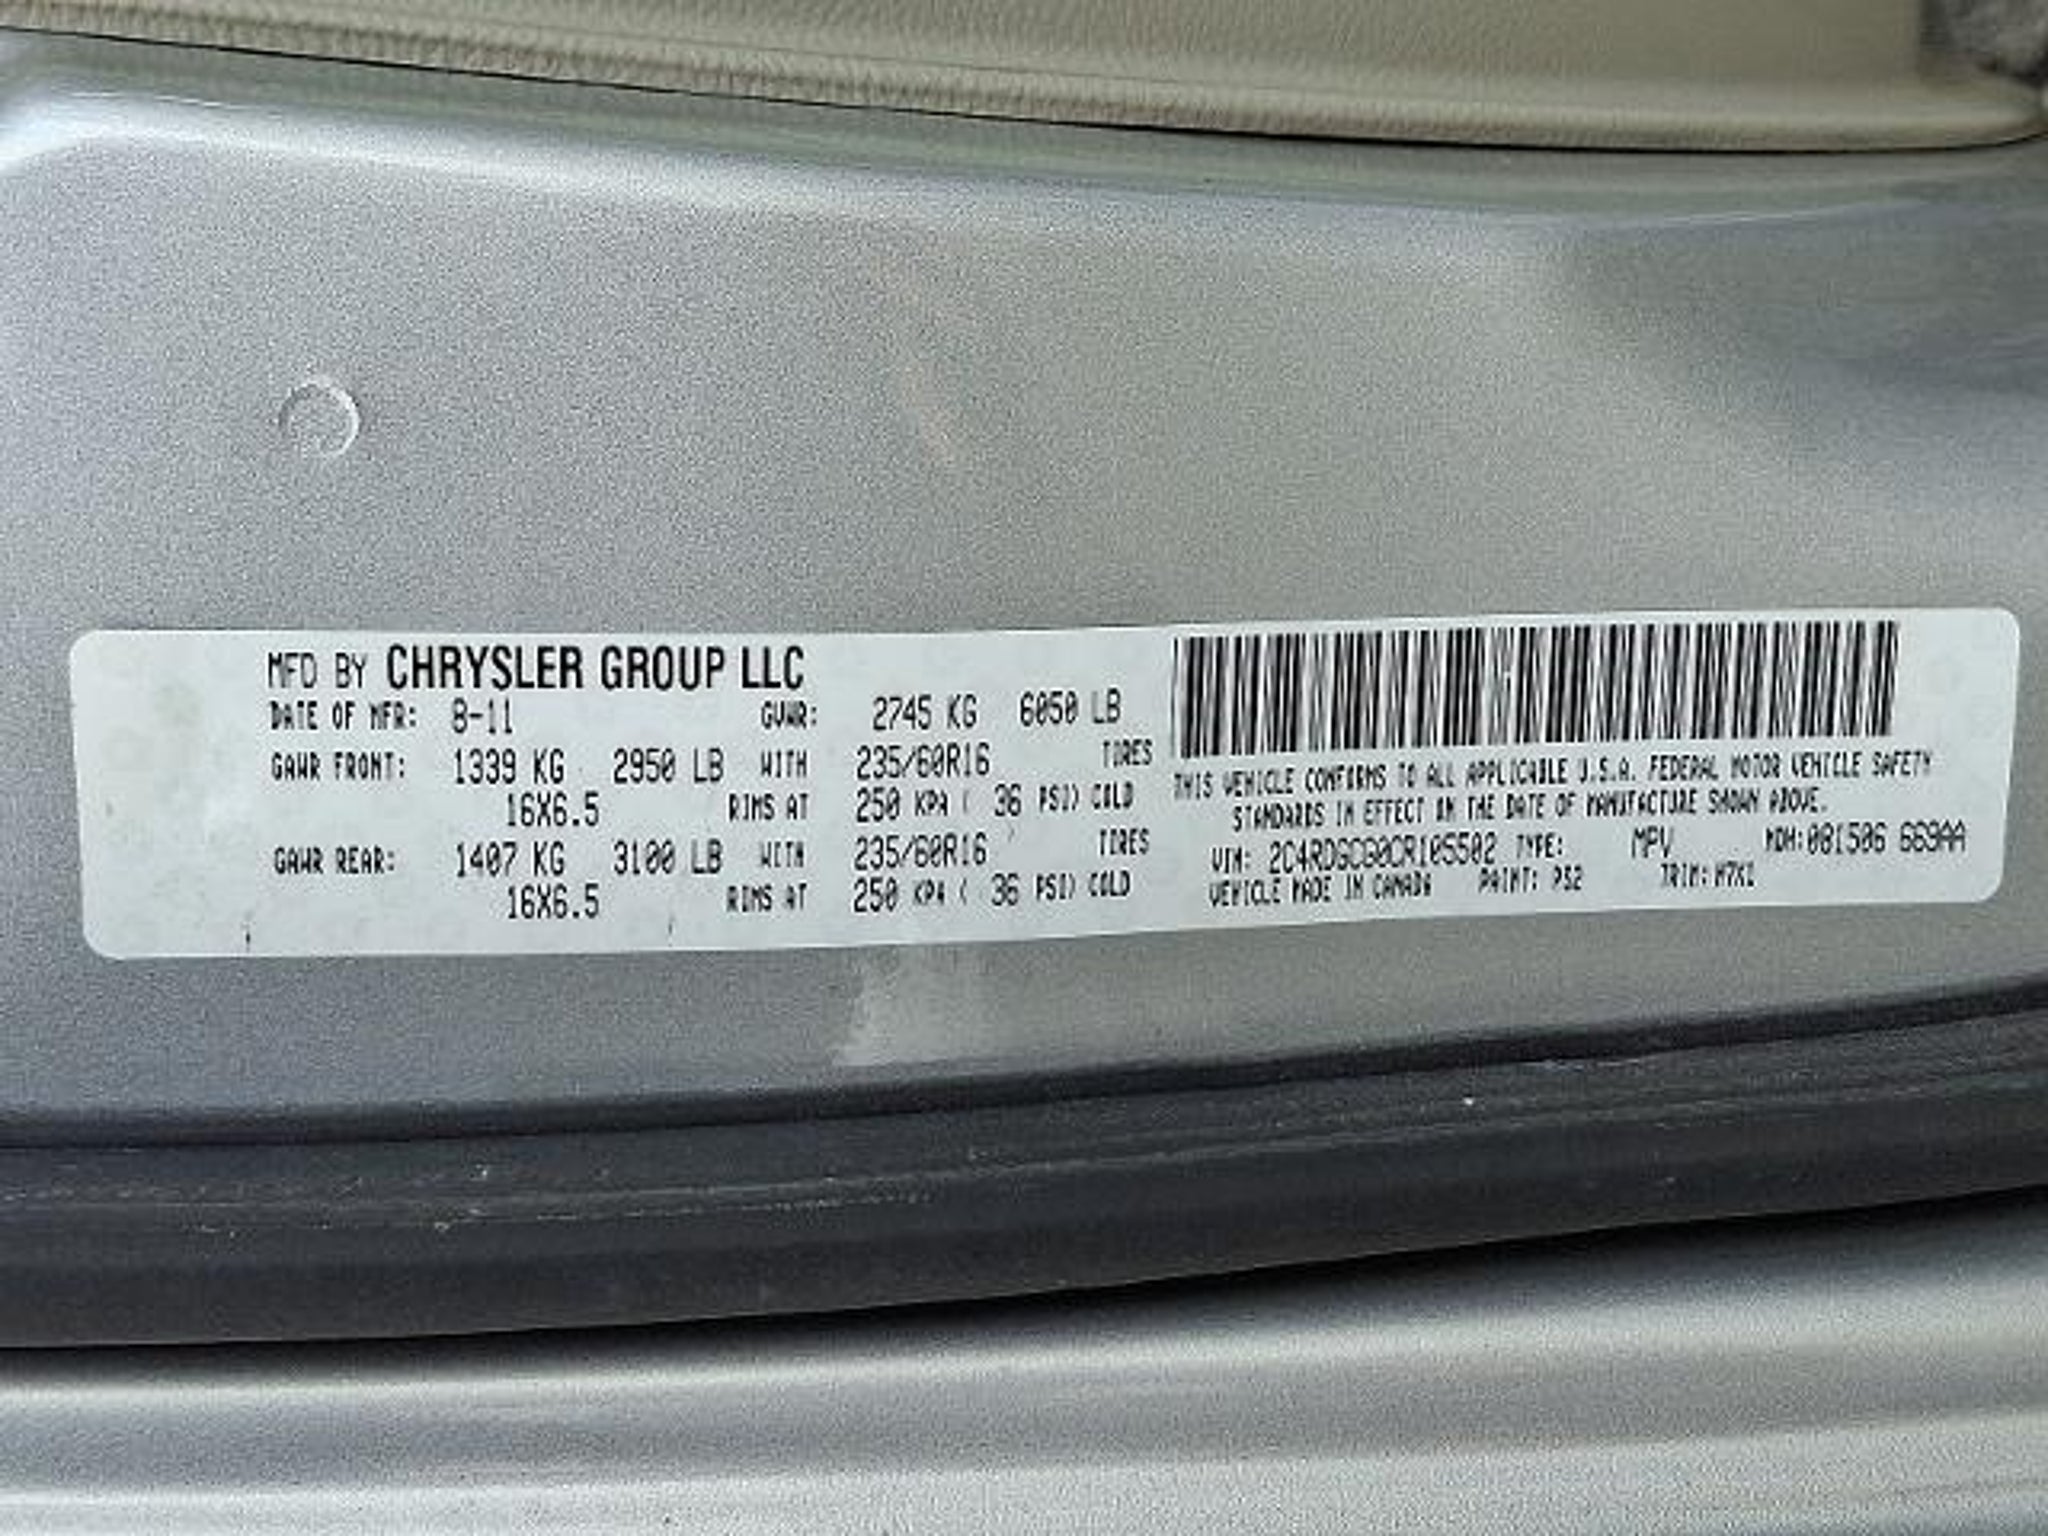 MFD BY CHRYSLER GROUP LLC
DATE OF MFR: 8-11 GVWR: 2745 KG 6050 LB
GAWR FRONT: 1339 KG 2950 LB WITH 235/60R16 TIRES
16X6.5 RIMS AT 250 KPA ( 36 PSI) COLD
GAWR REAR: 1407 KG 3100 LB WITH 235/60R16 TIRES
16X6.5 RIMS AT 250 KPA ( 36 PSI) COLD
THIS VEHICLE CONFORMS TO ALL APPLICABLE U.S.A. FEDERAL MOTOR VEHICLE SAFETY
STANDARDS IN EFFECT ON THE DATE OF MANUFACTURE SHOWN ABOVE.
VIN: 2C4RDGCG0CR105502 TYPE: MPV MDH: 081506 669AA
VEHICLE MADE IN CANADA PAINT: PS2 TRIM: